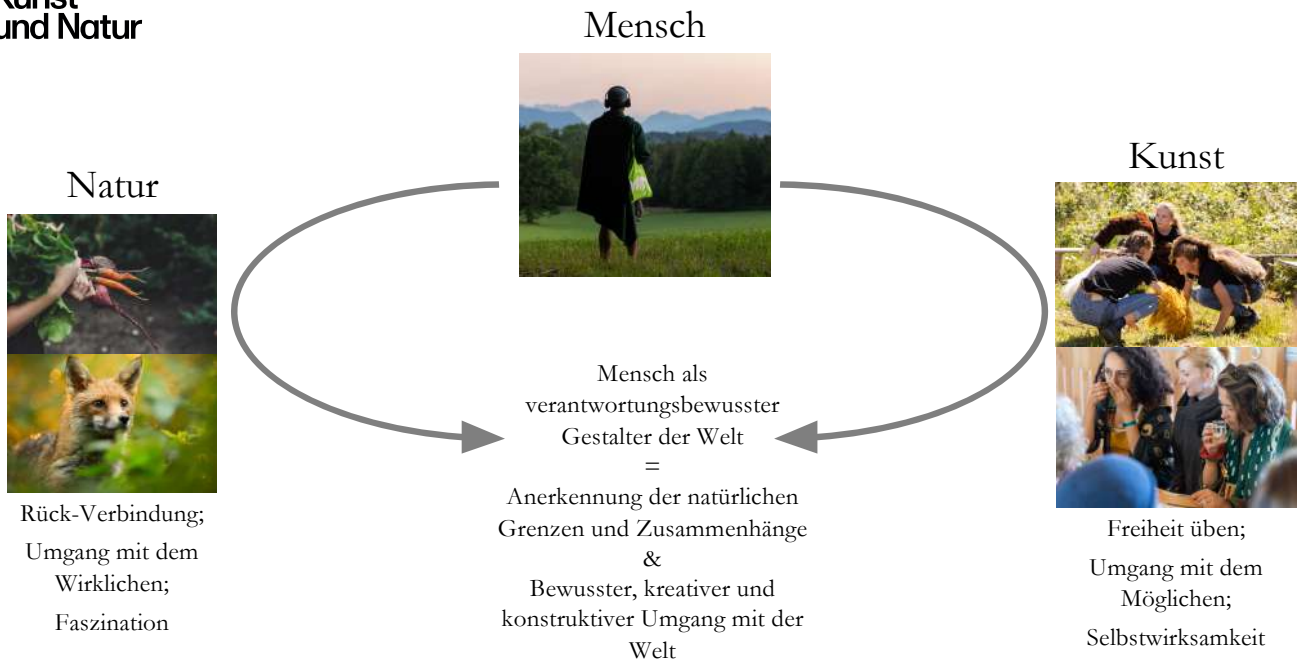 Kunst
und Natur
Mensch
Natur
Kunst
Rück-Verbindung;
Umgang mit dem
Wirklichen;
Faszination
Mensch als
verantwortungsbewusster
Gestalter der Welt
=
Anerkennung der natürlichen
Grenzen und Zusammenhänge
&
Bewusster, kreativer und
konstruktiver Umgang mit der
Welt
Freiheit üben;
Umgang mit dem
Möglichen;
Selbstwirksamkeit